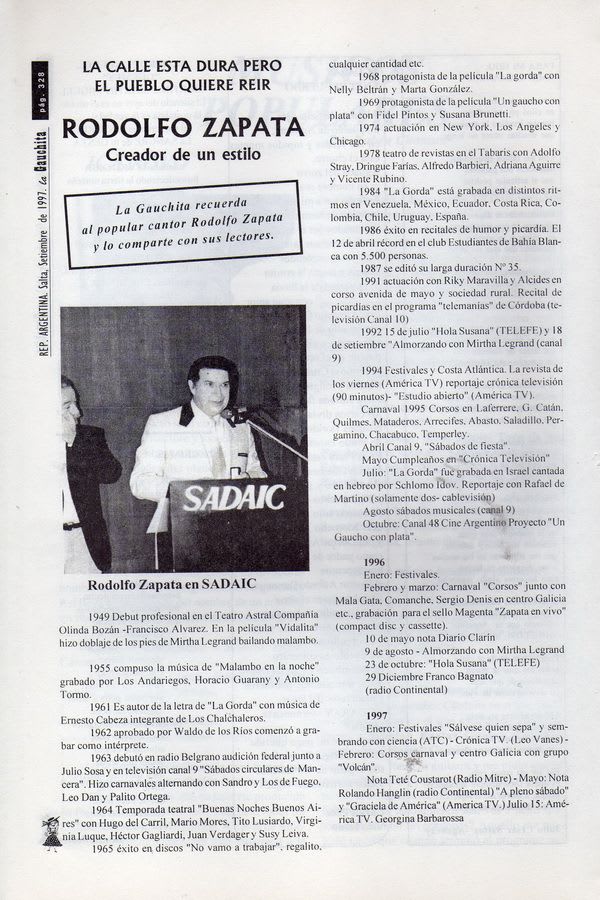 REP. ARGENTINA. Salta, Setiembre de 1997. La Gauchita pág. 328
LA CALLE ESTA DURA PERO
EL PUEBLO QUIERE REIR
RODOLFO ZAPATA
Creador de un estilo
La Gauchita recuerda
al popular cantor Rodolfo Zapata
y lo comparte con sus lectores.
SADAIC
Rodolfo Zapata en SADAIC
1949 Debut profesional en el Teatro Astral Compañia
Olinda Bozán -Francisco Alvarez. En la película "Vidalita"
hizo doblaje de los pies de Mirtha Legrand bailando malambo.
1955 compuso la música de "Malambo en la noche"
grabado por Los Andariegos, Horacio Guarany y Antonio
Tormo.
1961 Es autor de la letra de "La Gorda" con música de
Ernesto Cabeza integrante de Los Chalchaleros.
1962 aprobado por Waldo de los Ríos comenzó a gra-
bar como intérprete.
1963 debutó en radio Belgrano audición federal junto a
Julio Sosa y en televisión canal 9 "Sábados circulares de Man-
cera". Hizo carnavales alternando con Sandro y Los de Fuego,
Leo Dan y Palito Ortega.
1964 Temporada teatral "Buenas Noches Buenos Ai-
res" con Hugo del Carril, Mario Mores, Tito Lusiardo, Virgi-
nia Luque, Héctor Gagliardi, Juan Verdager y Susy Leiva.
1965 éxito en discos "No vamo a trabajar", regalito,
cualquier cantidad etc.
1968 protagonista de la película "La gorda" con
Nelly Beltrán y Marta González.
1969 protagonista de la película "Un gaucho con
plata" con Fidel Pintos y Susana Brunetti.
1974 actuación en New York, Los Angeles y
Chicago.
1978 teatro de revistas en el Tabaris con Adolfo
Stray, Dringue Farías, Alfredo Barbieri, Adriana Aguirre
y Vicente Rubino.
1984 "La Gorda" está grabada en distintos rit-
mos en Venezuela, México, Ecuador, Costa Rica, Co-
lombia, Chile, Uruguay, España.
1986 éxito en recitales de humor y picardía. El
12 de abril récord en el club Estudiantes de Bahía Blan-
ca con 5.500 personas.
1987 se editó su larga duración Nº 35.
1991 actuación con Riky Maravilla y Alcides en
corso avenida de mayo y sociedad rural. Recital de
picardías en el programa "telemanías" de Córdoba (te-
levisión Canal 10)
1992 15 de julio "Hola Susana" (TELEFE) y 18
de setiembre "Almorzando con Mirtha Legrand (canal
9)
1994 Festivales y Costa Atlántica. La revista de
los viernes (América TV) reportaje crónica televisión
(90 minutos)- "Estudio abierto" (América TV).
Carnaval 1995 Corsos en Laferrere, G. Catán,
Quilmes, Mataderos, Arrecifes, Abasto, Saladillo, Per-
gamino, Chacabuco, Temperley.
Abril Canal 9, "Sábados de fiesta".
Mayo Cumpleaños en "Crónica Televisión"
Julio: "La Gorda" fue grabada en Israel cantada
en hebreo por Schlomo Idov. Reportaje con Rafael de
Martino (solamente dos- cablevisión)
Agosto sábados musicales (canal 9)
Octubre: Canal 48 Cine Argentino Proyecto "Un
Gaucho con plata".
1996
Enero: Festivales.
Febrero y marzo: Carnaval "Corsos" junto con
Mala Gata, Comanche, Sergio Denis en centro Galicia
etc., grabación para el sello Magenta "Zapata en vivo"
(compact disc y cassette).
10 de mayo nota Diario Clarín
9 de agosto - Almorzando con Mirtha Legrand
23 de octubre: "Hola Susana" (TELEFE)
29 Diciembre Franco Bagnato
(radio Continental)
1997
Enero: Festivales "Sálvese quien sepa" y sem-
brando con ciencia (ATC) - Crónica TV. (Leo Vanes) -
Febrero: Corsos carnaval y centro Galicia con grupo
"Volcán".
Nota Teté Coustarot (Radio Mitre) - Mayo: Nota
Rolando Hanglin (radio Continental) "A pleno sábado"
y "Graciela de América" (America TV.) Julio 15: Amé-
rica TV. Georgina Barbarossa